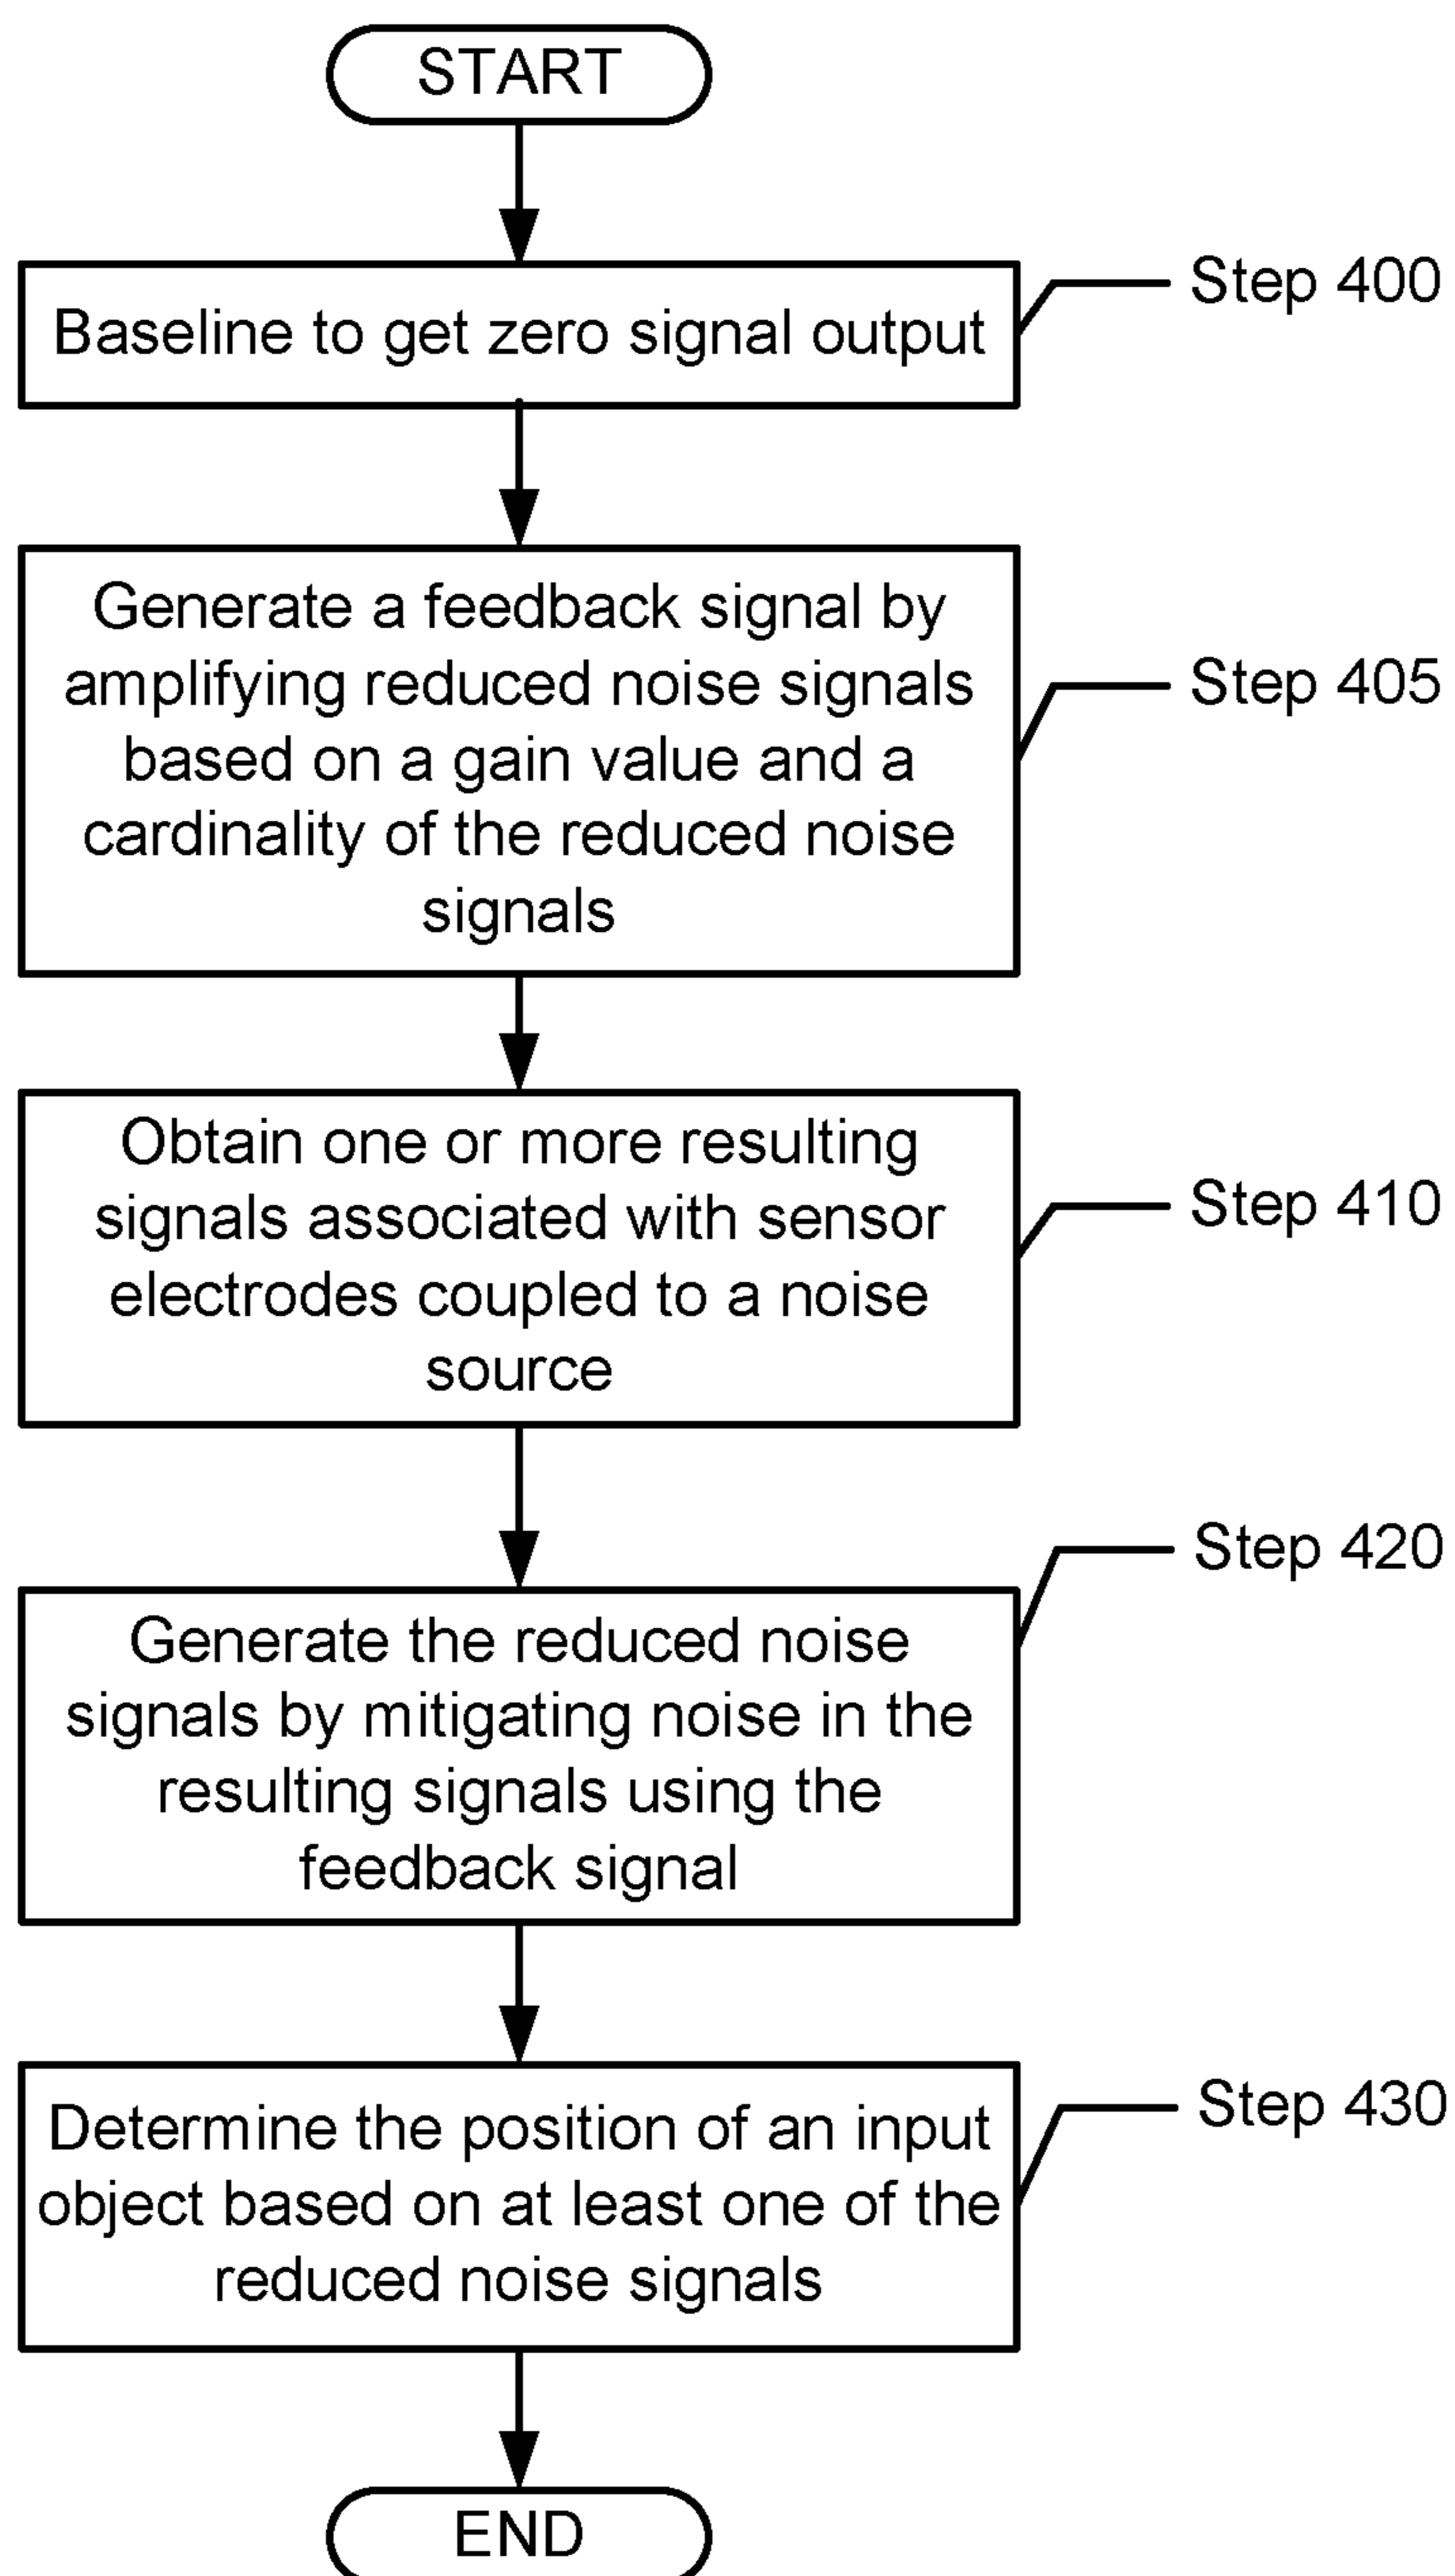 START
Step 400
Baseline to get zero signal output
Generate a feedback signal by
amplifying reduced noise signals
based on a gain value and a
cardinality of the reduced noise
signals
Step 405
Obtain one or more resulting
signals associated with sensor
electrodes coupled to a noise
source
Step 410
Step 420
Generate the reduced noise
signals by mitigating noise in the
resulting signals using the
feedback signal
Step 430
Determine the position of an input
object based on at least one of the
reduced noise signals
END